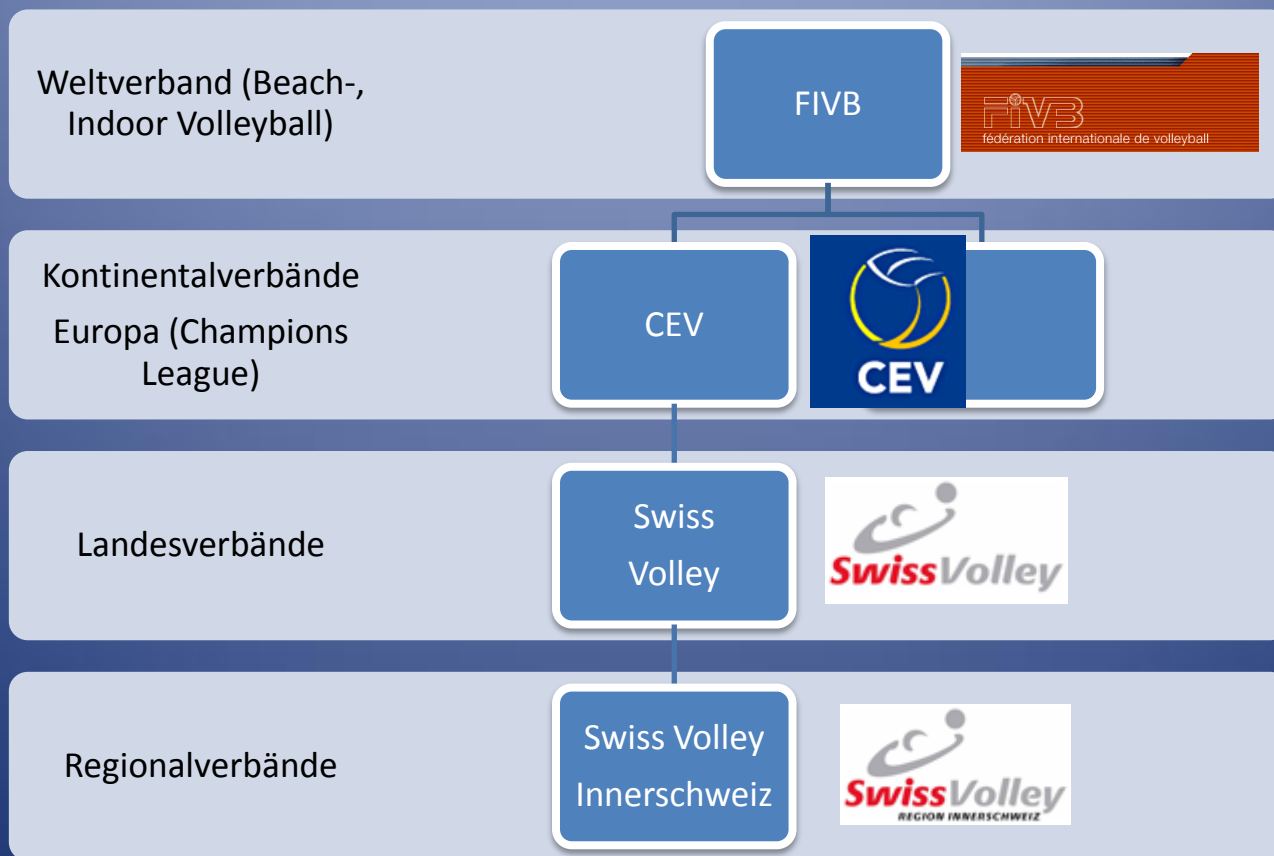 Weltverband (Beach-,
Indoor Volleyball)
FIVB
FIVB
fédération internationale de volleyball
Kontinentalverbände
Europa (Champions
League)
CEV
CEV
Landesverbände
Swiss
Volley
SwissVolley
Regionalverbände
Swiss Volley
Innerschweiz
SwissVolley
REGION INNERSCHWEIZ